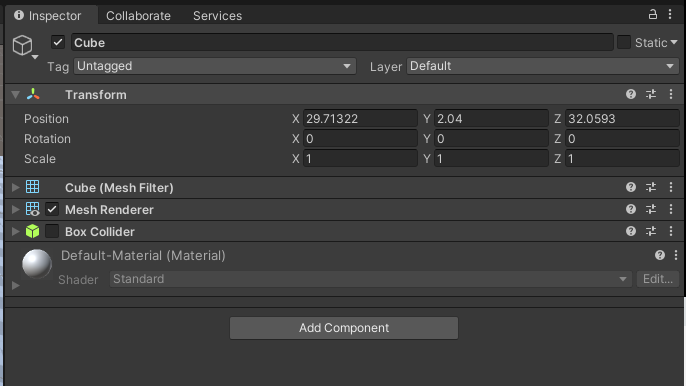 Inspector Collaborate Services
Cube Static
Tag Untagged Layer Default
Transform
Position X 29.71322 Y 2.04 Z 32.0593
Rotation X 0 Y 0 Z 0
Scale X 1 Y 1 Z 1
Cube (Mesh Filter)
Mesh Renderer
Box Collider
Default-Material (Material)
Shader Standard Edit...
Add Component